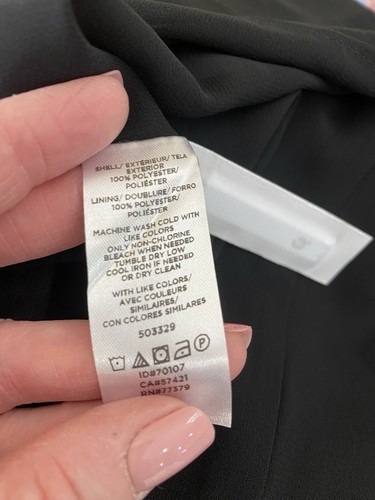 SHELL/ EXTÉRIEUR/ TELA
EXTERIOR
100% POLYESTER/
POLIÉSTER
LINING/ DOUBLURE/ FORRO
100% POLYESTER/
POLIÉSTER
MACHINE WASH COLD WITH
LIKE COLORS
ONLY NON-CHLORINE
BLEACH WHEN NEEDED
TUMBLE DRY LOW
COOL IRON IF NEEDED
OR DRY CLEAN
WITH LIKE COLORS/
AVEC COULEURS
SIMILAIRES/
CON COLORES SIMILARES
503329
P
ID#70107
CA#57421
RN#77379